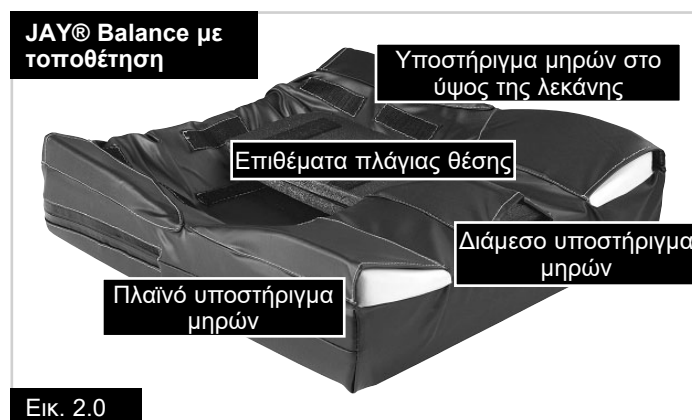 JAY® Balance με
τοποθέτηση
Υποστήριγμα μηρών στο
ύψος της λεκάνης
Επιθέματα πλάγιας θέσης
Διάμεσο υποστήριγμα
μηρών
Πλαϊνό υποστήριγμα
μηρών
Εικ. 2.0